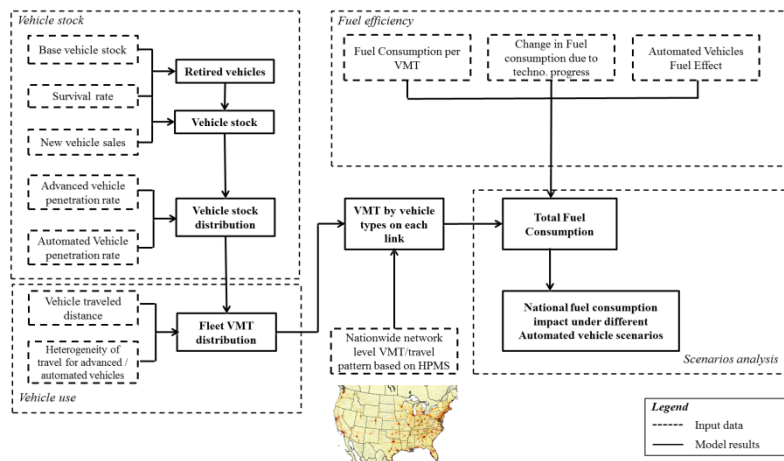 Vehicle stock
Base vehicle stock
Survival rate
New vehicle sales
Retired vehicles
Vehicle stock
Advanced vehicle
penetration rate
Automated Vehicle
penetration rate
Vehicle stock
distribution
Vehicle traveled
distance
Heterogeneity of
travel for advanced /
automated vehicles
Fleet VMT
distribution
Vehicle use
Fuel efficiency
Fuel Consumption per
VMT
Change in Fuel
consumption due to
techno. progress
Automated Vehicles
Fuel Effect
VMT by vehicle
types on each
link
Nationwide network
level VMT/travel
pattern based on HPMS
Total Fuel
Consumption
National fuel consumption
impact under different
Automated vehicle scenarios
Scenarios analysis
Legend
Input data
Model results